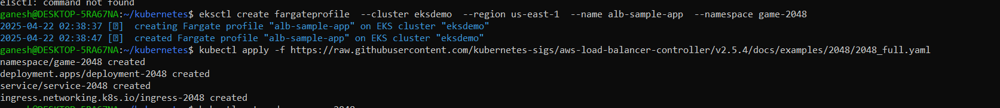 elsctl: command not found
ganesh@DESKTOP-5RA67NA:~/kubernetes$ eksctl create fargateprofile --cluster eksdemo --region us-east-1 --name alb-sample-app --namespace game-2048
2025-04-22 02:38:37 [ ] creating Fargate profile "alb-sample-app" on EKS cluster "eksdemo"
2025-04-22 02:38:47 [ ] created Fargate profile "alb-sample-app" on EKS cluster "eksdemo"
ganesh@DESKTOP-5RA67NA:~/kubernetes$ kubectl apply -f https://raw.githubusercontent.com/kubernetes-sigs/aws-load-balancer-controller/v2.5.4/docs/examples/2048/2048_full.yaml
namespace/game-2048 created
deployment.apps/deployment-2048 created
service/service-2048 created
ingress.networking.k8s.io/ingress-2048 created
ganesh@DESKTOP-5RA67NA:~/kubernetes$